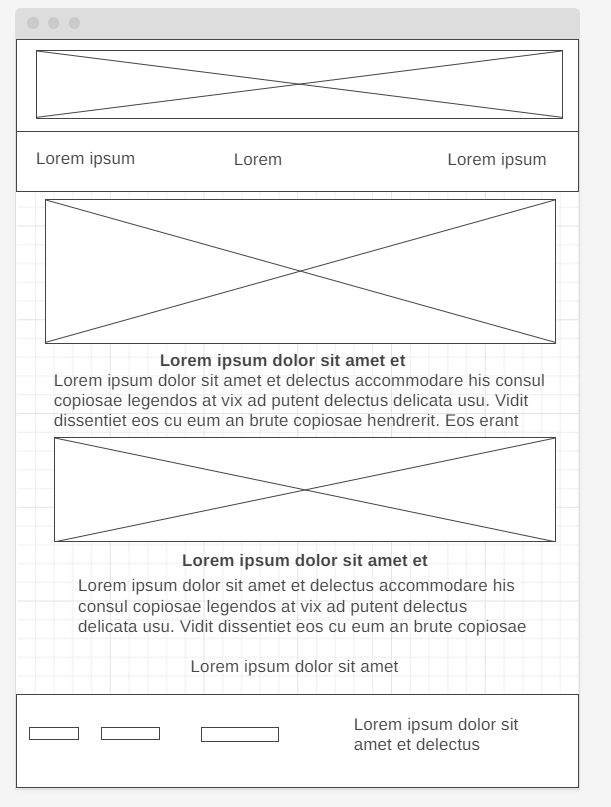 Lorem ipsum
Lorem
Lorem ipsum
Lorem ipsum dolor sit amet et
Lorem ipsum dolor sit amet et delectus accommodare his consul
copiosae legendos at vix ad putent delectus delicata usu. Vidit
dissentiet eos cu eum an brute copiosae hendrerit. Eos erant
Lorem ipsum dolor sit amet et
Lorem ipsum dolor sit amet et delectus accommodare his
consul copiosae legendos at vix ad putent delectus
delicata usu. Vidit dissentiet eos cu eum an brute copiosae
Lorem ipsum dolor sit amet
Lorem ipsum dolor sit
amet et delectus